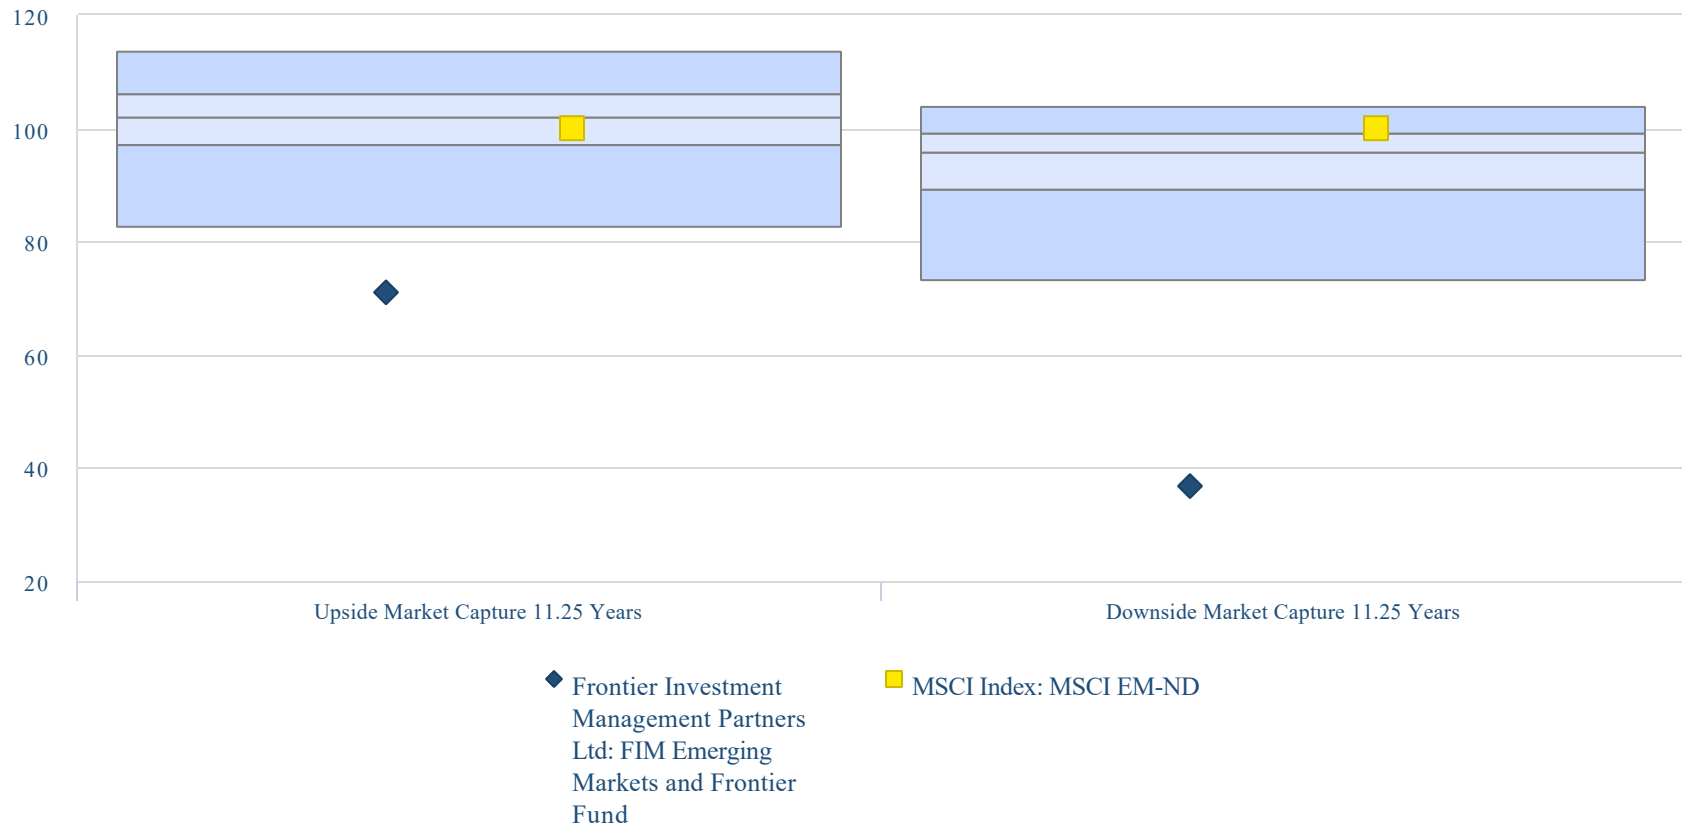 120
100
80
60
40
20
Upside Market Capture 11.25 Years
Downside Market Capture 11.25 Years
Frontier Investment
Management Partners
Ltd: FIM Emerging
Markets and Frontier
Fund
MSCI Index: MSCI EM-ND